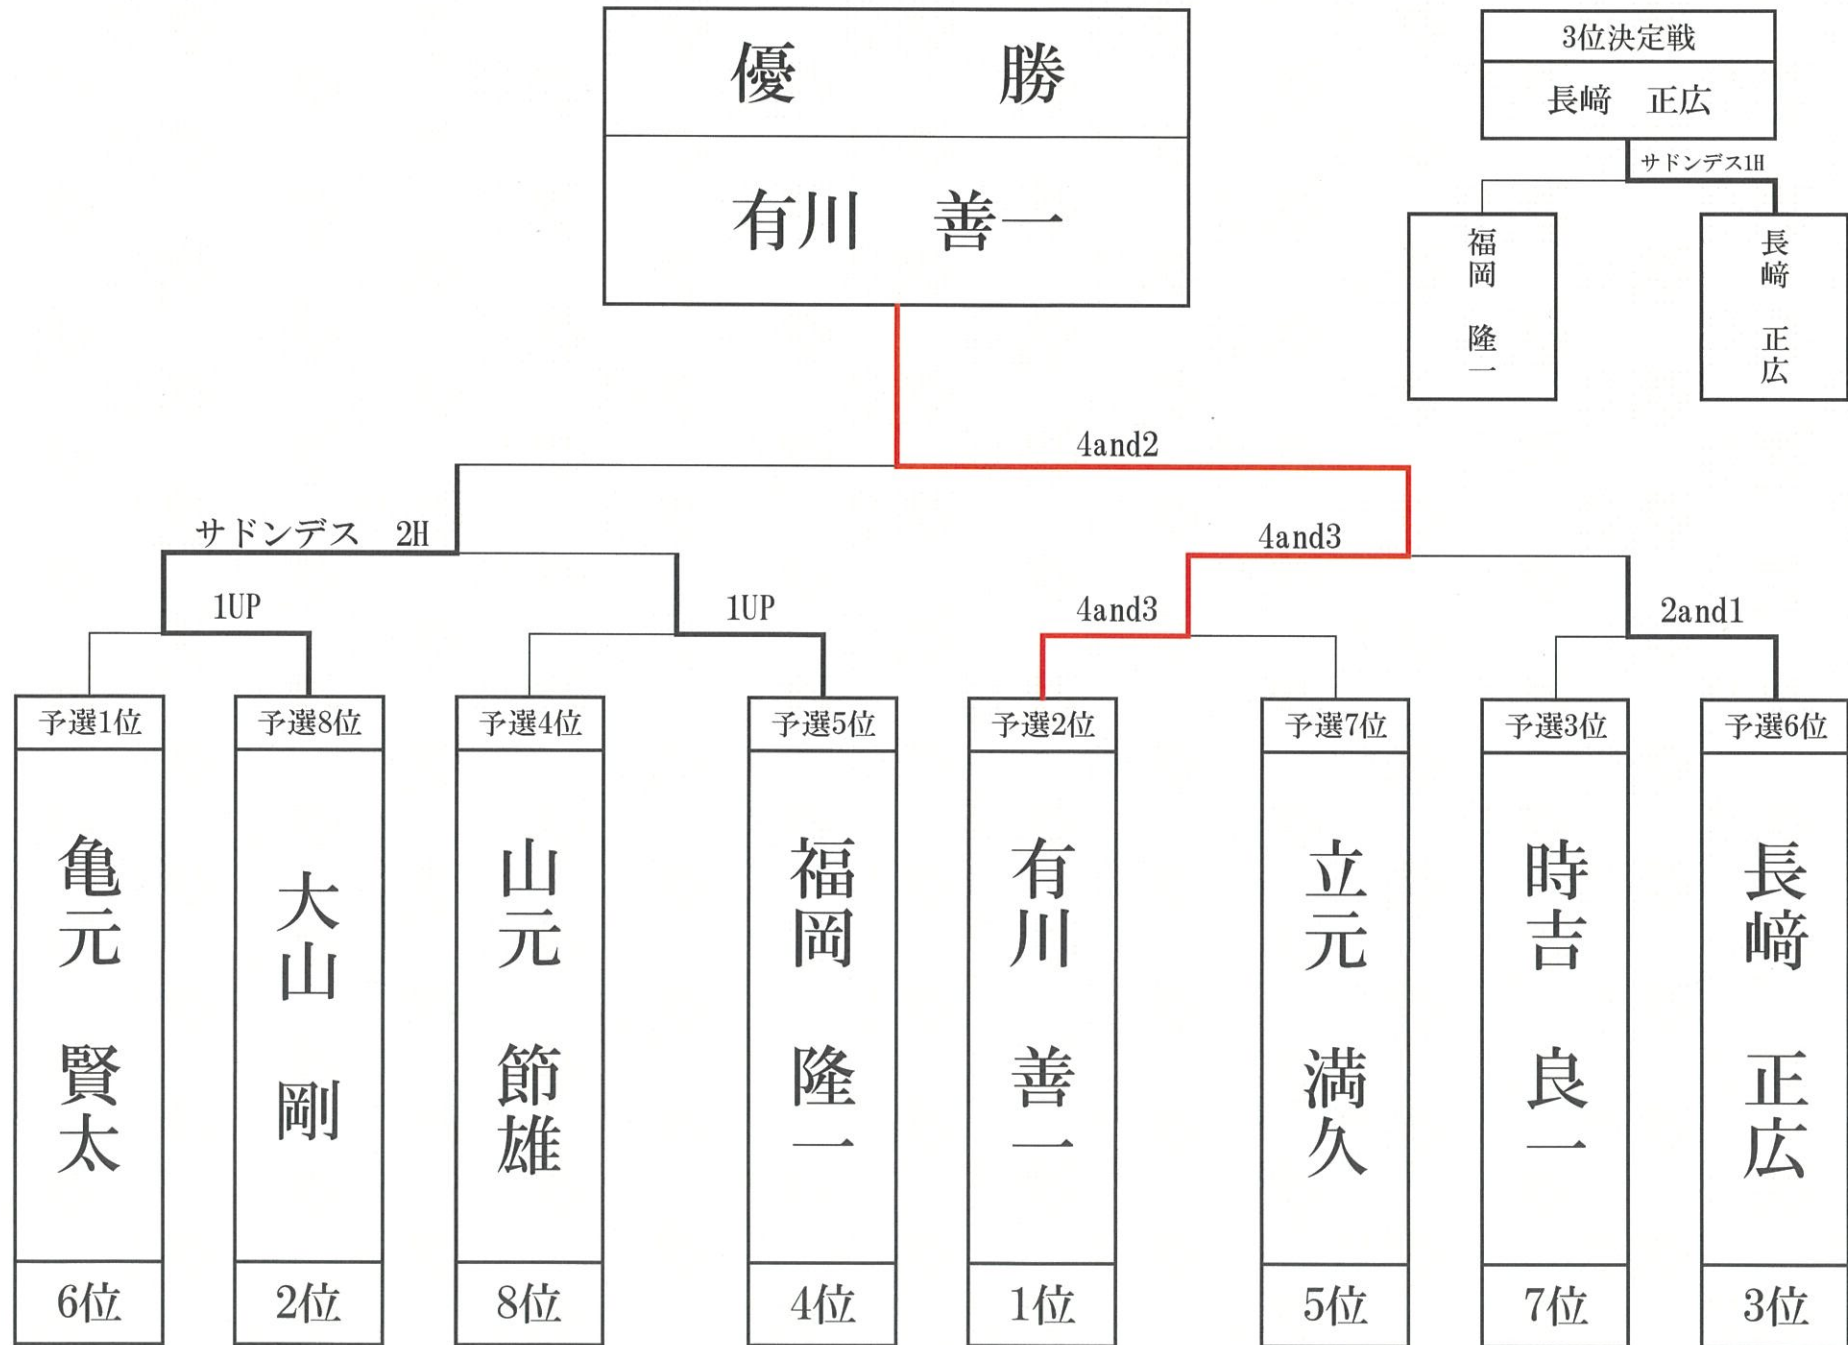 優　勝
有川　善一
3位決定戦
長﨑　正広
サドンデス1H
福岡　隆一
長﨑　正広
4and2
サドンデス　2H
4and3
1UP
1UP
4and3
2and1
予選1位
亀元　賢太
6位
予選8位
大山　剛
2位
予選4位
山元　節雄
8位
予選5位
福岡　隆一
4位
予選2位
有川　善一
1位
予選7位
立元　満久
5位
予選3位
時吉　良一
7位
予選6位
長﨑　正広
3位